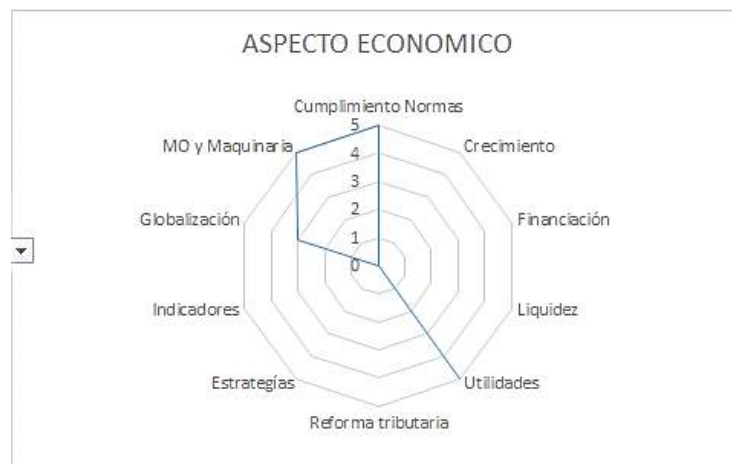 ASPECTO ECONOMICO
Cumplimiento Normas
5
MO y Maquinaria
Crecimiento
4
3
Globalización
Financiación
2
1
0
Indicadores
Liquidez
Estrategías
Utilidades
Reforma tributaria